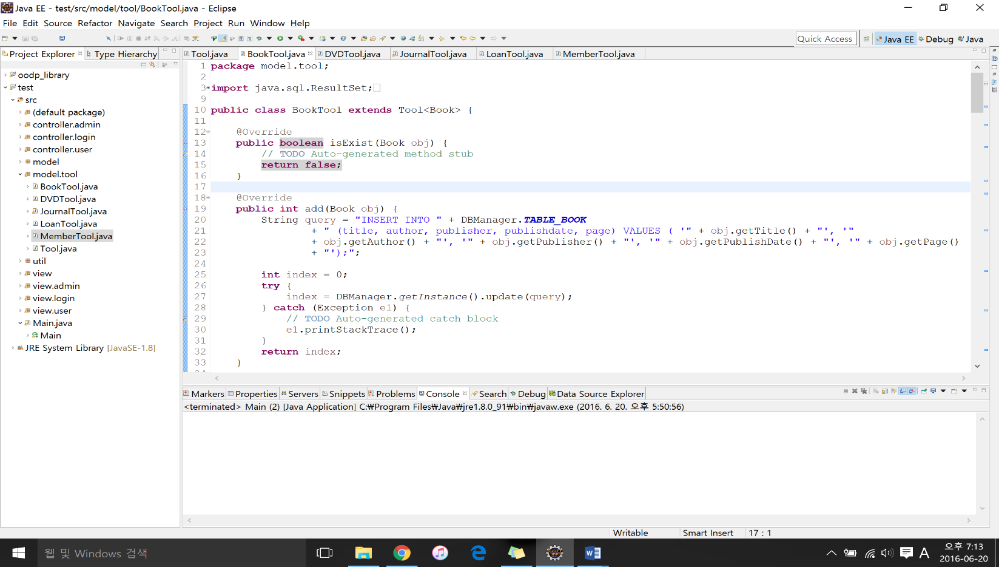 Java EE - test/src/model/tool/BookTool.java - Eclipse
File Edit Source Refactor Navigate Search Project Run Window Help
Quick Access Java EE Debug Java
Project Explorer Type Hierarchy
oodp_library
test
src
(default package)
controller.admin
controller.login
controller.user
model
model.tool
BookTool.java
DVDTool.java
JournalTool.java
LoanTool.java
MemberTool.java
Tool.java
util
view
view.admin
view.login
view.user
Main.java
Main
JRE System Library [JavaSE-1.8]
Tool.java BookTool.java DVDTool.java JournalTool.java LoanTool.java MemberTool.java
1 package model.tool;
2
3 import java.sql.ResultSet;
9
10 public class BookTool extends Tool<Book> {
11
12 @Override
13 public boolean isExist(Book obj) {
14 // TODO Auto-generated method stub
15 return false;
16 }
17
18 @Override
19 public int add(Book obj) {
20 String query = "INSERT INTO " + DBManager.TABLE_BOOK
21 + " (title, author, publisher, publishdate, page) VALUES ( '" + obj.getTitle() + "', '"
22 + obj.getAuthor() + "', '" + obj.getPublisher() + "', '" + obj.getPublishDate() + "', '" + obj.getPage()
23 + "');";
24
25 int index = 0;
26 try {
27 index = DBManager.getInstance().update(query);
28 } catch (Exception e1) {
29 // TODO Auto-generated catch block
30 e1.printStackTrace();
31 }
32 return index;
33 }
Markers Properties Servers Snippets Problems Console Search Debug Data Source Explorer
<terminated> Main (2) [Java Application] C:₩Program Files₩Java₩jre1.8.0_91₩bin₩javaw.exe (2016. 6. 20. 오후 5:50:56)
Writable Smart Insert 17 : 1
웹 및 Windows 검색
A
오후 7:13
2016-06-20